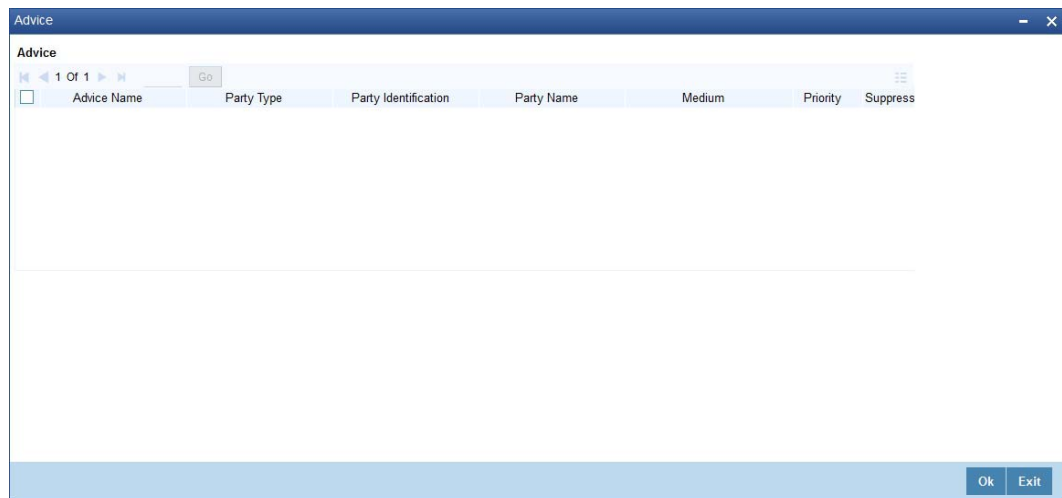 Advice
Advice
1 Of 1 Go
Advice Name Party Type Party Identification Party Name Medium Priority Suppress
Ok Exit